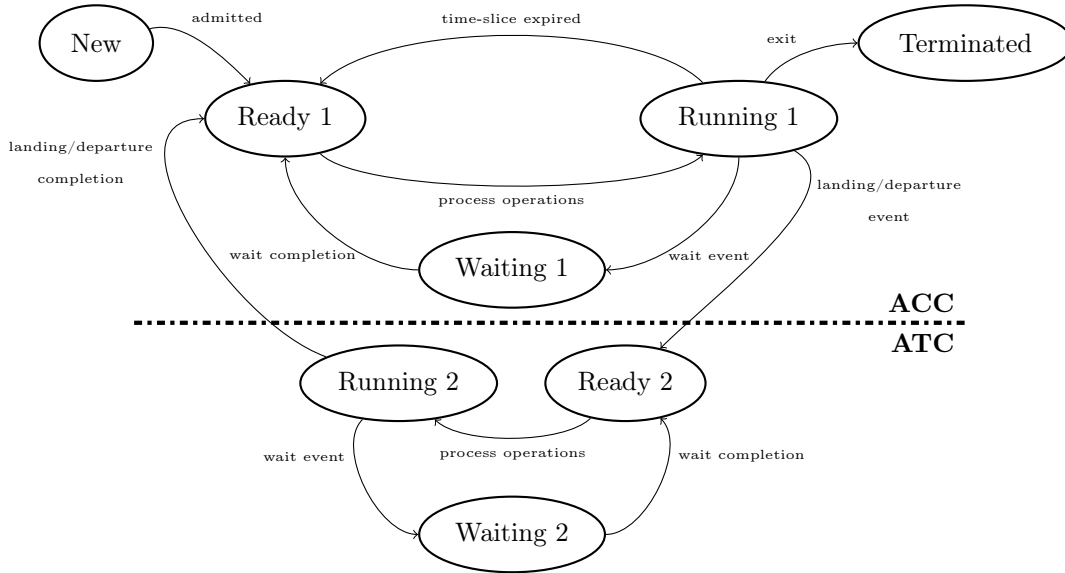 New
admitted
time-slice expired
exit
Terminated
Ready 1
Running 1
landing/departure
completion
process operations
landing/departure
event
wait completion
Waiting 1
wait event
ACC
ATC
Running 2
Ready 2
wait event
process operations
wait completion
Waiting 2